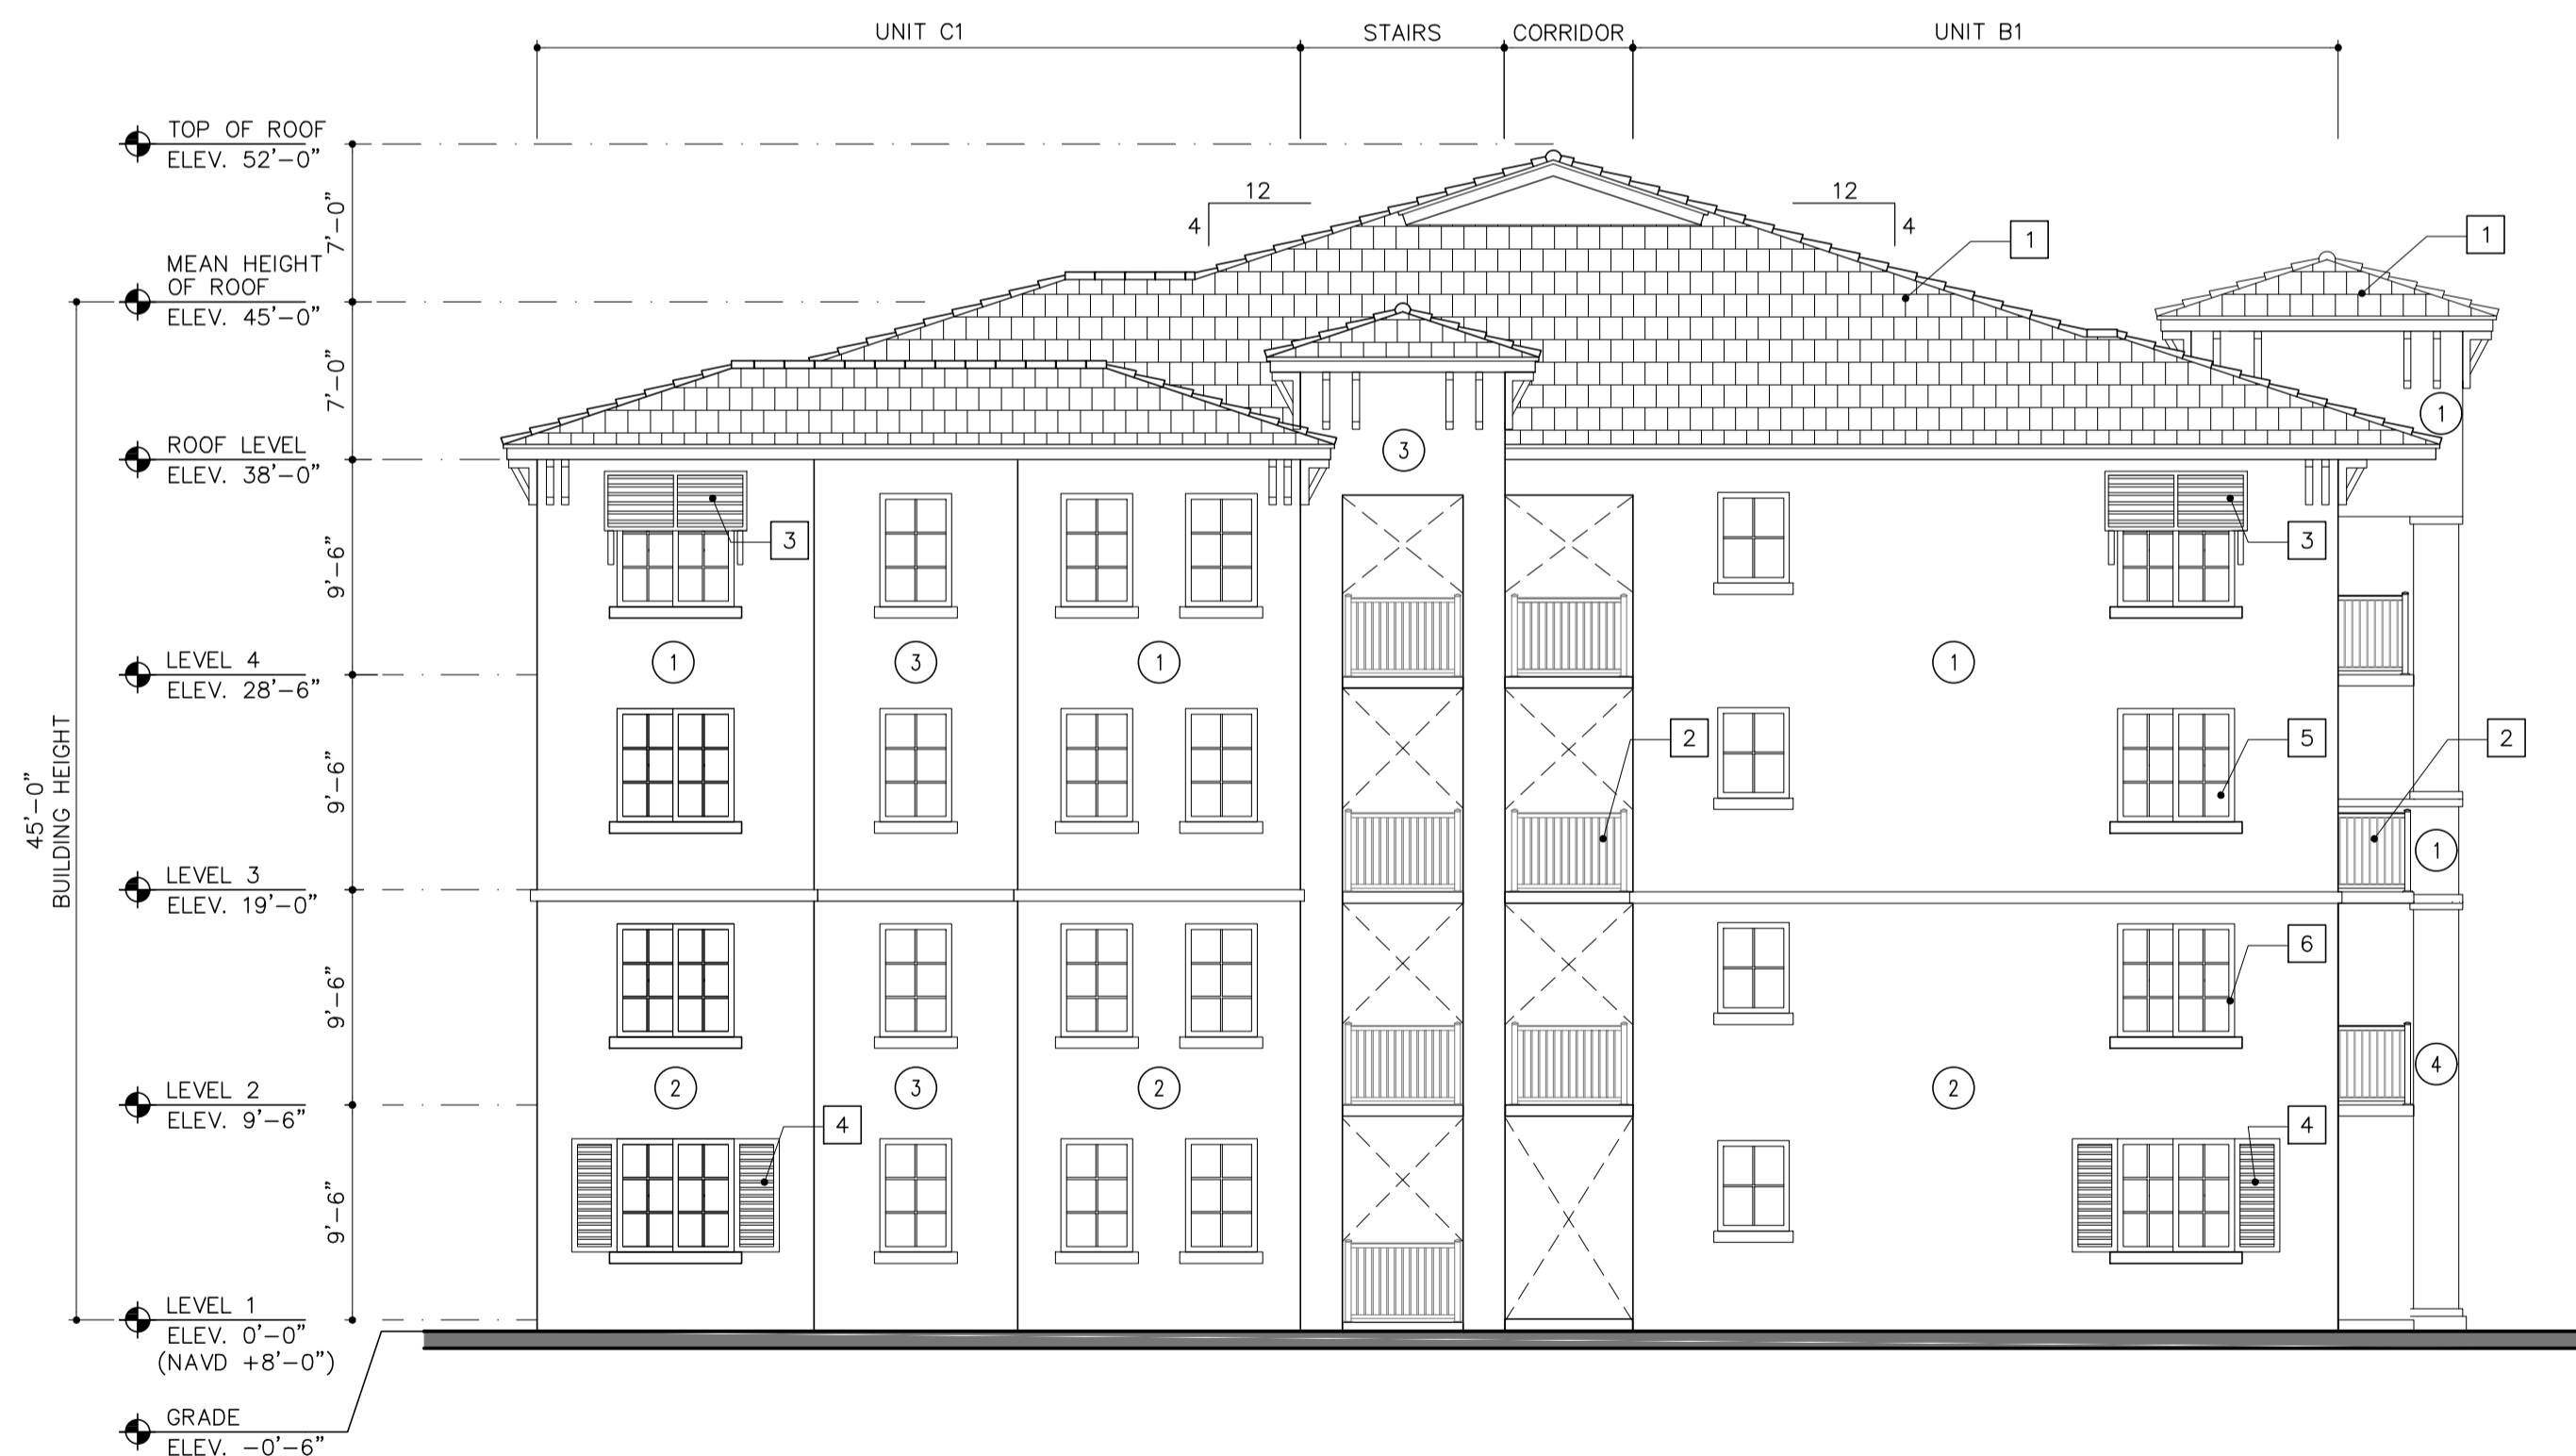 UNIT C1
STAIRS
CORRIDOR
UNIT B1
TOP OF ROOF
ELEV. 52'-0"
7'-0"
12
4
12
4
1
1
MEAN HEIGHT
OF ROOF
ELEV. 45'-0"
7'-0"
1
3
ROOF LEVEL
ELEV. 38'-0"
9'-6"
3
3
LEVEL 4
ELEV. 28'-6"
1
3
1
1
45'-0"
BUILDING HEIGHT
9'-6"
2
5
2
1
LEVEL 3
ELEV. 19'-0"
9'-6"
6
4
LEVEL 2
ELEV. 9'-6"
2
3
2
2
4
4
9'-6"
LEVEL 1
ELEV. 0'-0"
(NAVD +8'-0")
GRADE
ELEV. -0'-6"